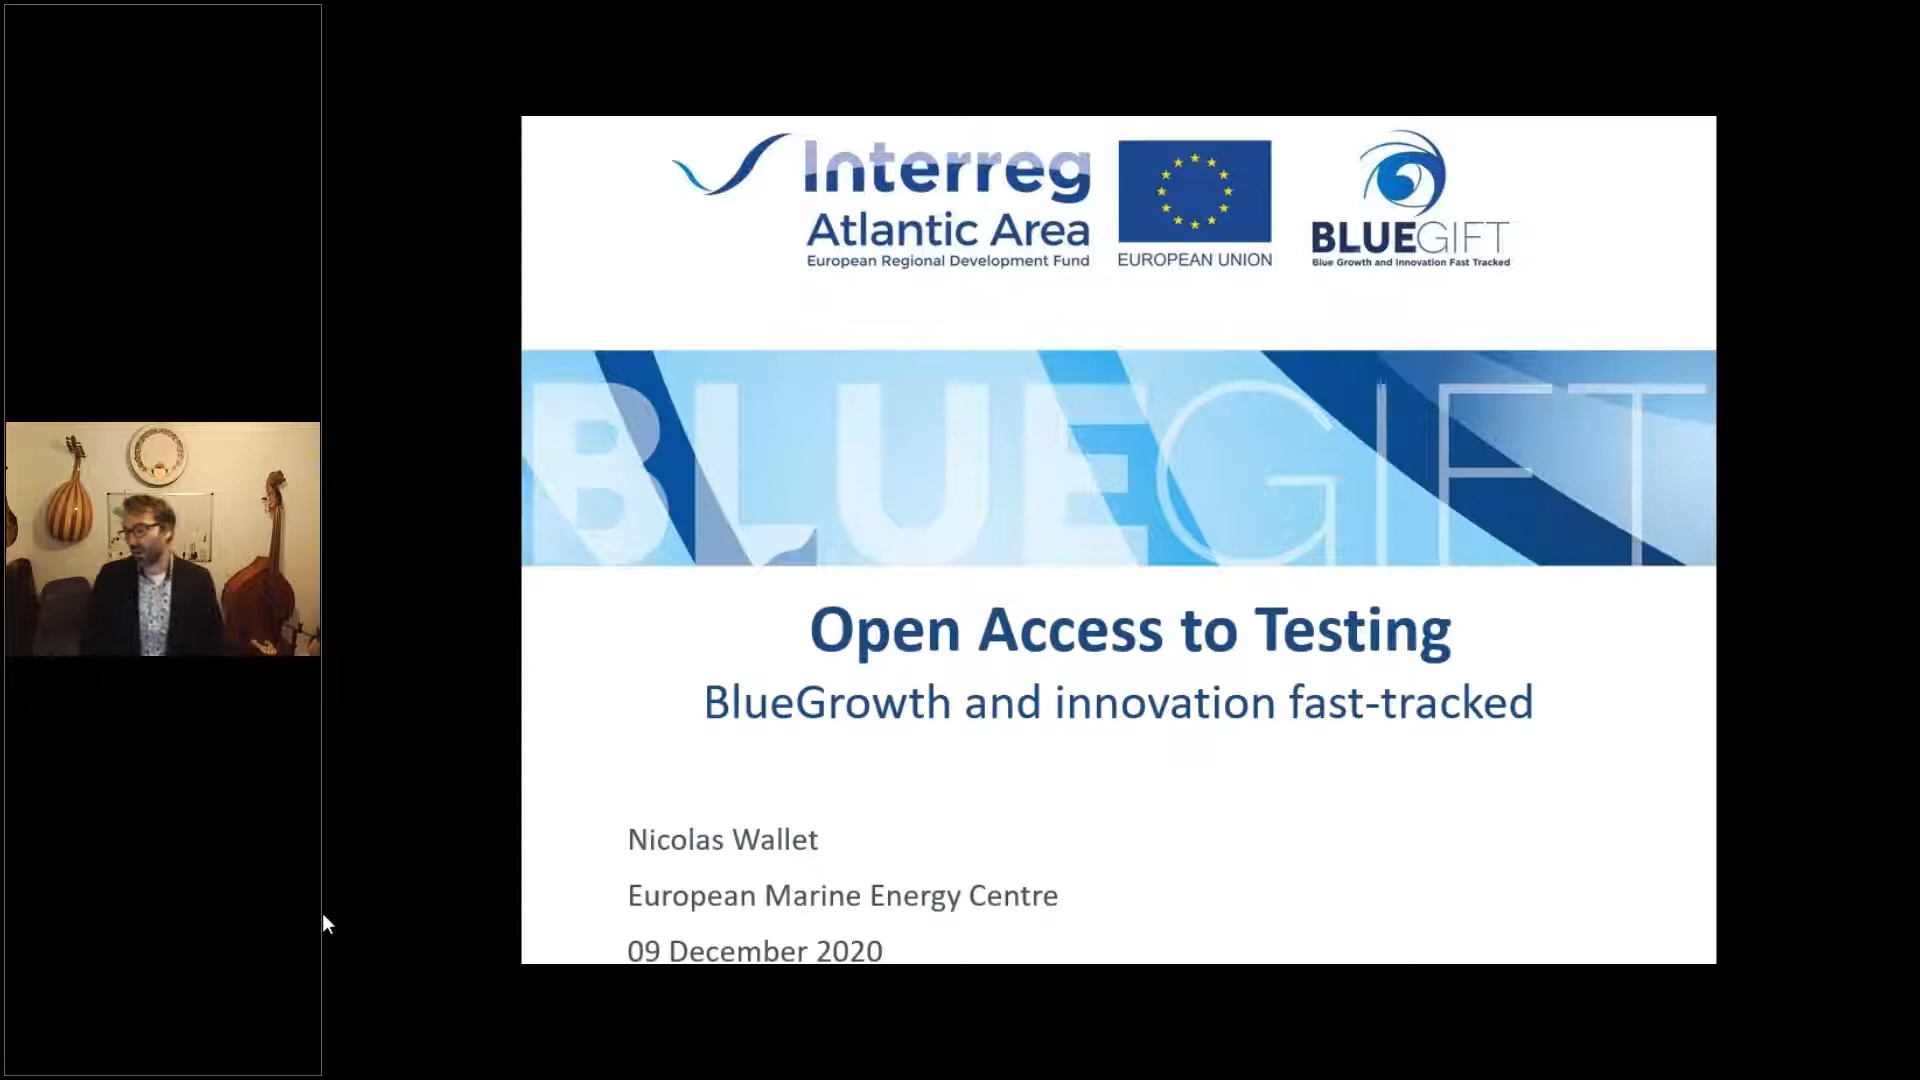 Interreg
Atlantic Area
European Regional Development Fund
EUROPEAN UNION
BLUEGIFT
Blue Growth and Innovation Fast Tracked
BLUEGIFT
Open Access to Testing
BlueGrowth and innovation fast-tracked
Nicolas Wallet
European Marine Energy Centre
09 December 2020